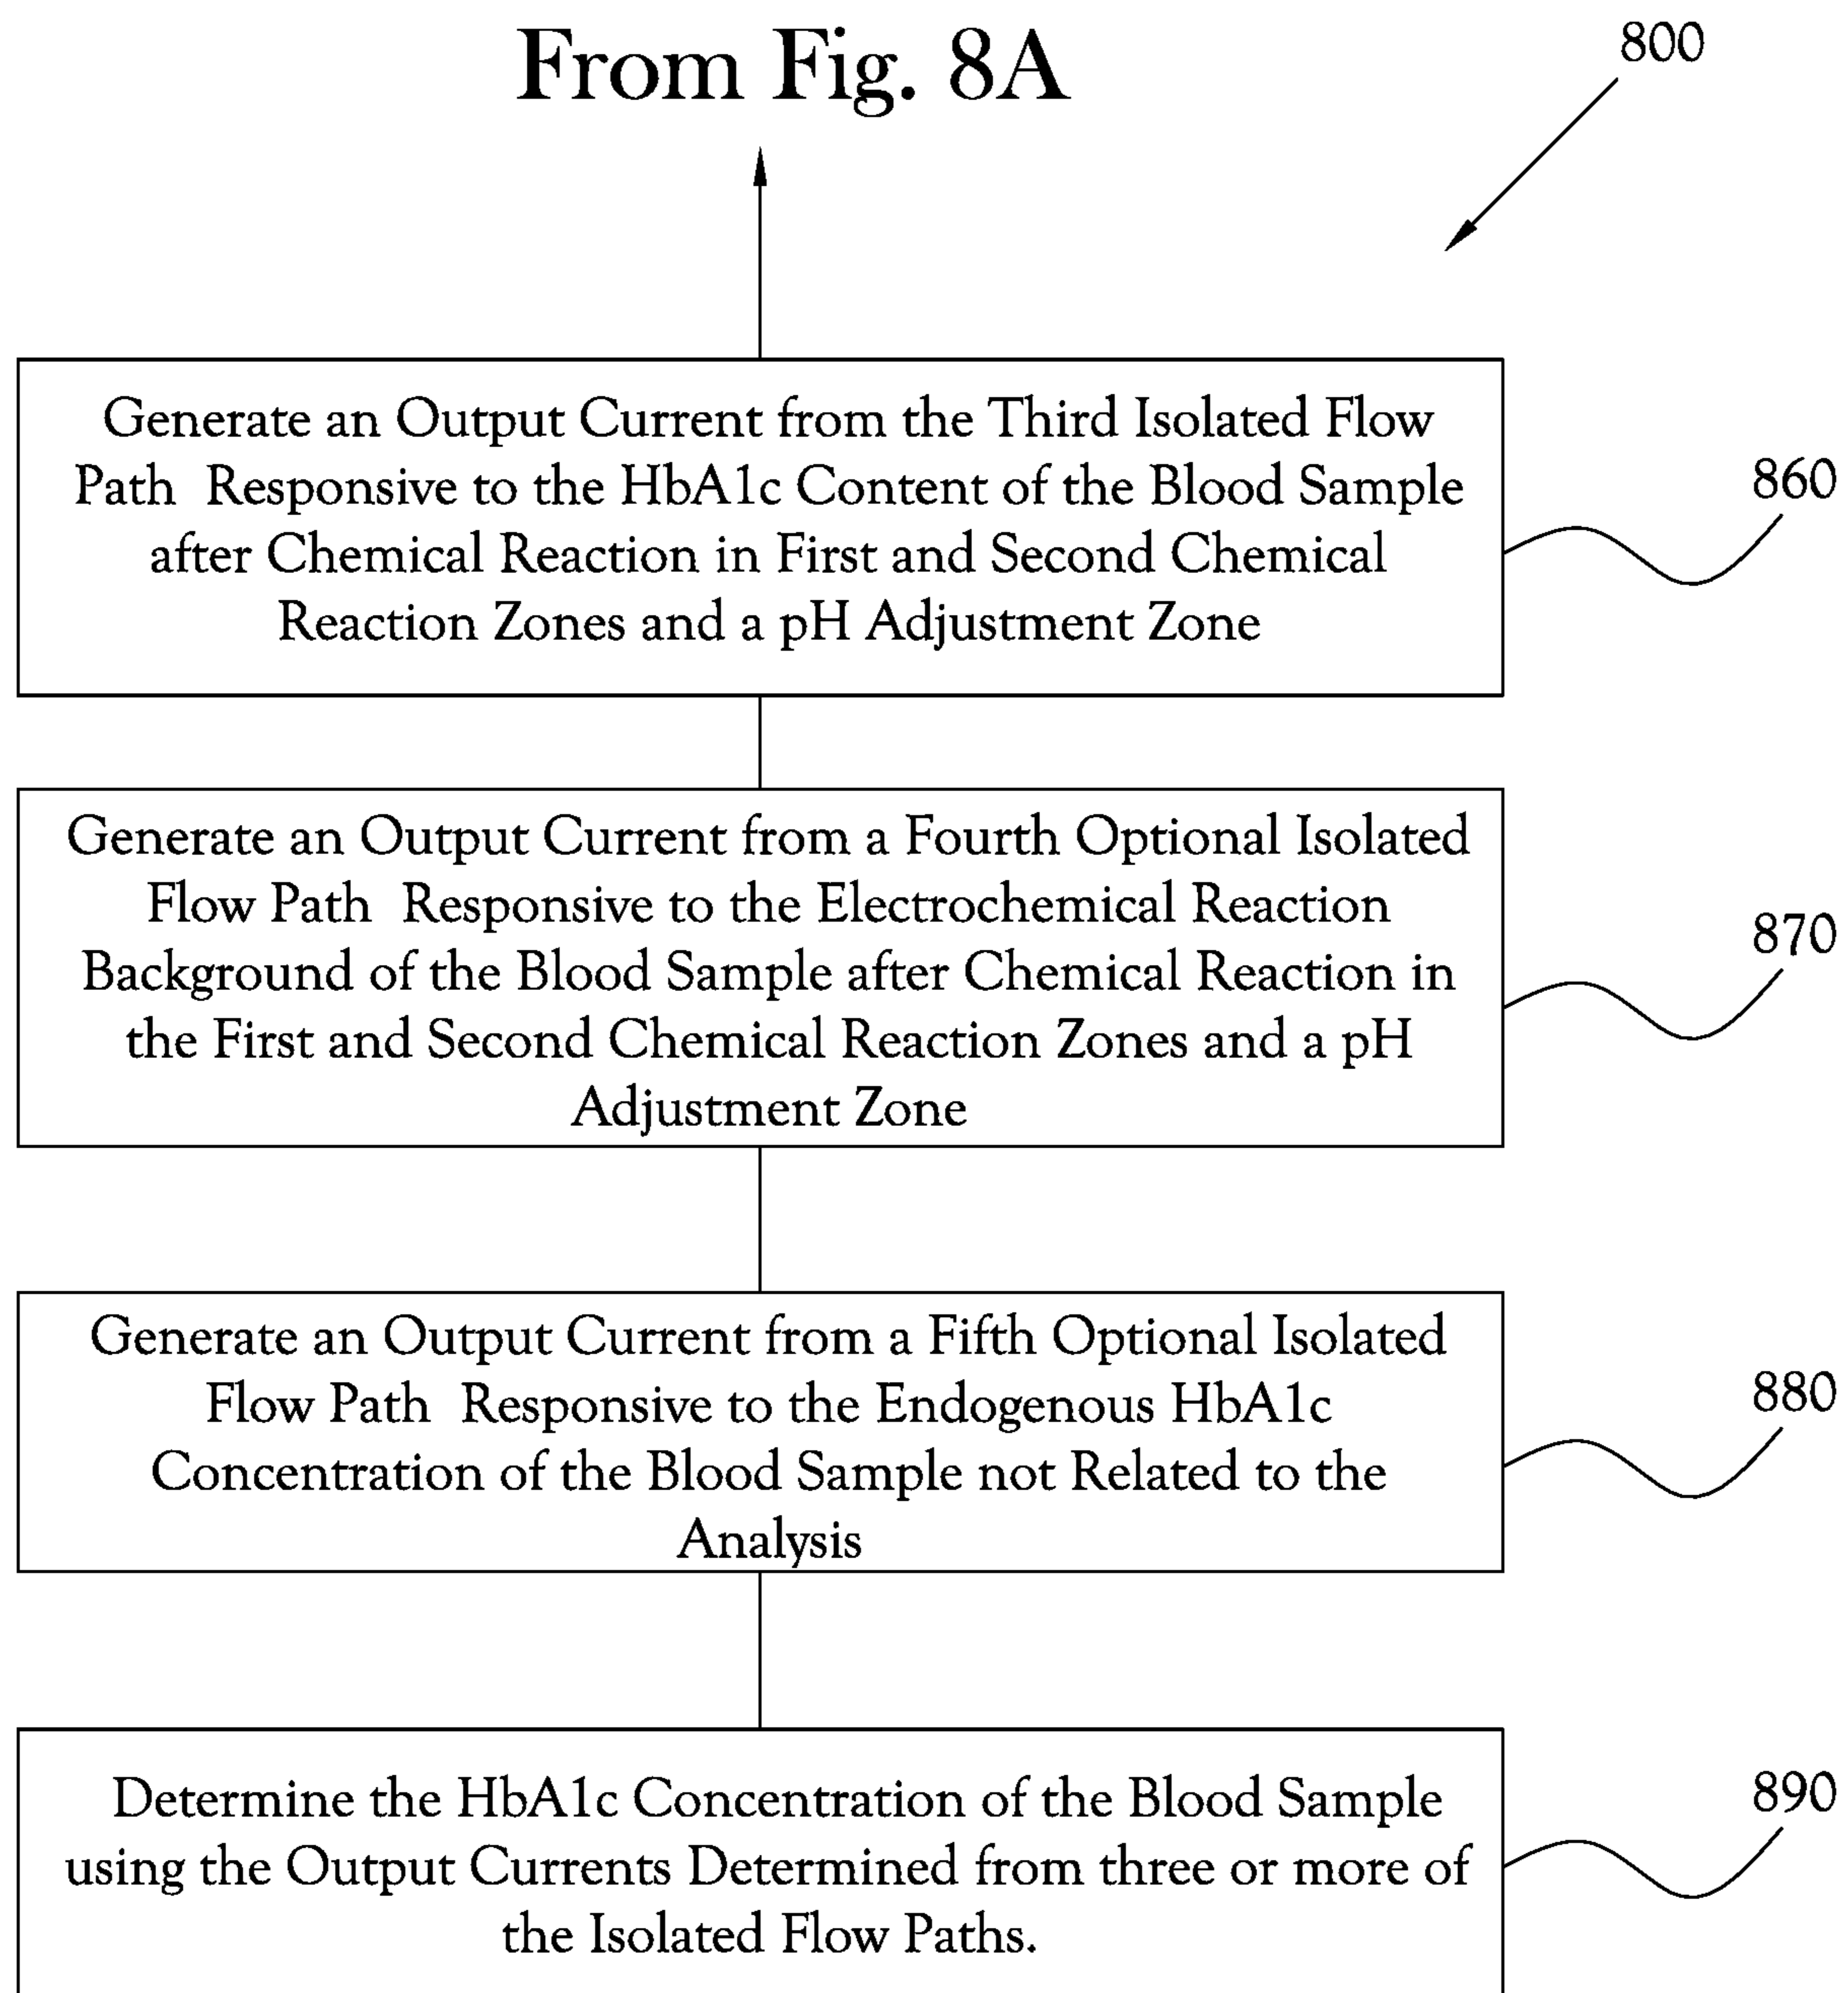 From Fig. 8A
800
Generate an Output Current from the Third Isolated Flow
Path Responsive to the HbA1c Content of the Blood Sample
after Chemical Reaction in First and Second Chemical
Reaction Zones and a pH Adjustment Zone
860
Generate an Output Current from a Fourth Optional Isolated
Flow Path Responsive to the Electrochemical Reaction
Background of the Blood Sample after Chemical Reaction in
the First and Second Chemical Reaction Zones and a pH
Adjustment Zone
870
Generate an Output Current from a Fifth Optional Isolated
Flow Path Responsive to the Endogenous HbA1c
Concentration of the Blood Sample not Related to the
Analysis
880
Determine the HbA1c Concentration of the Blood Sample
using the Output Currents Determined from three or more of
the Isolated Flow Paths.
890